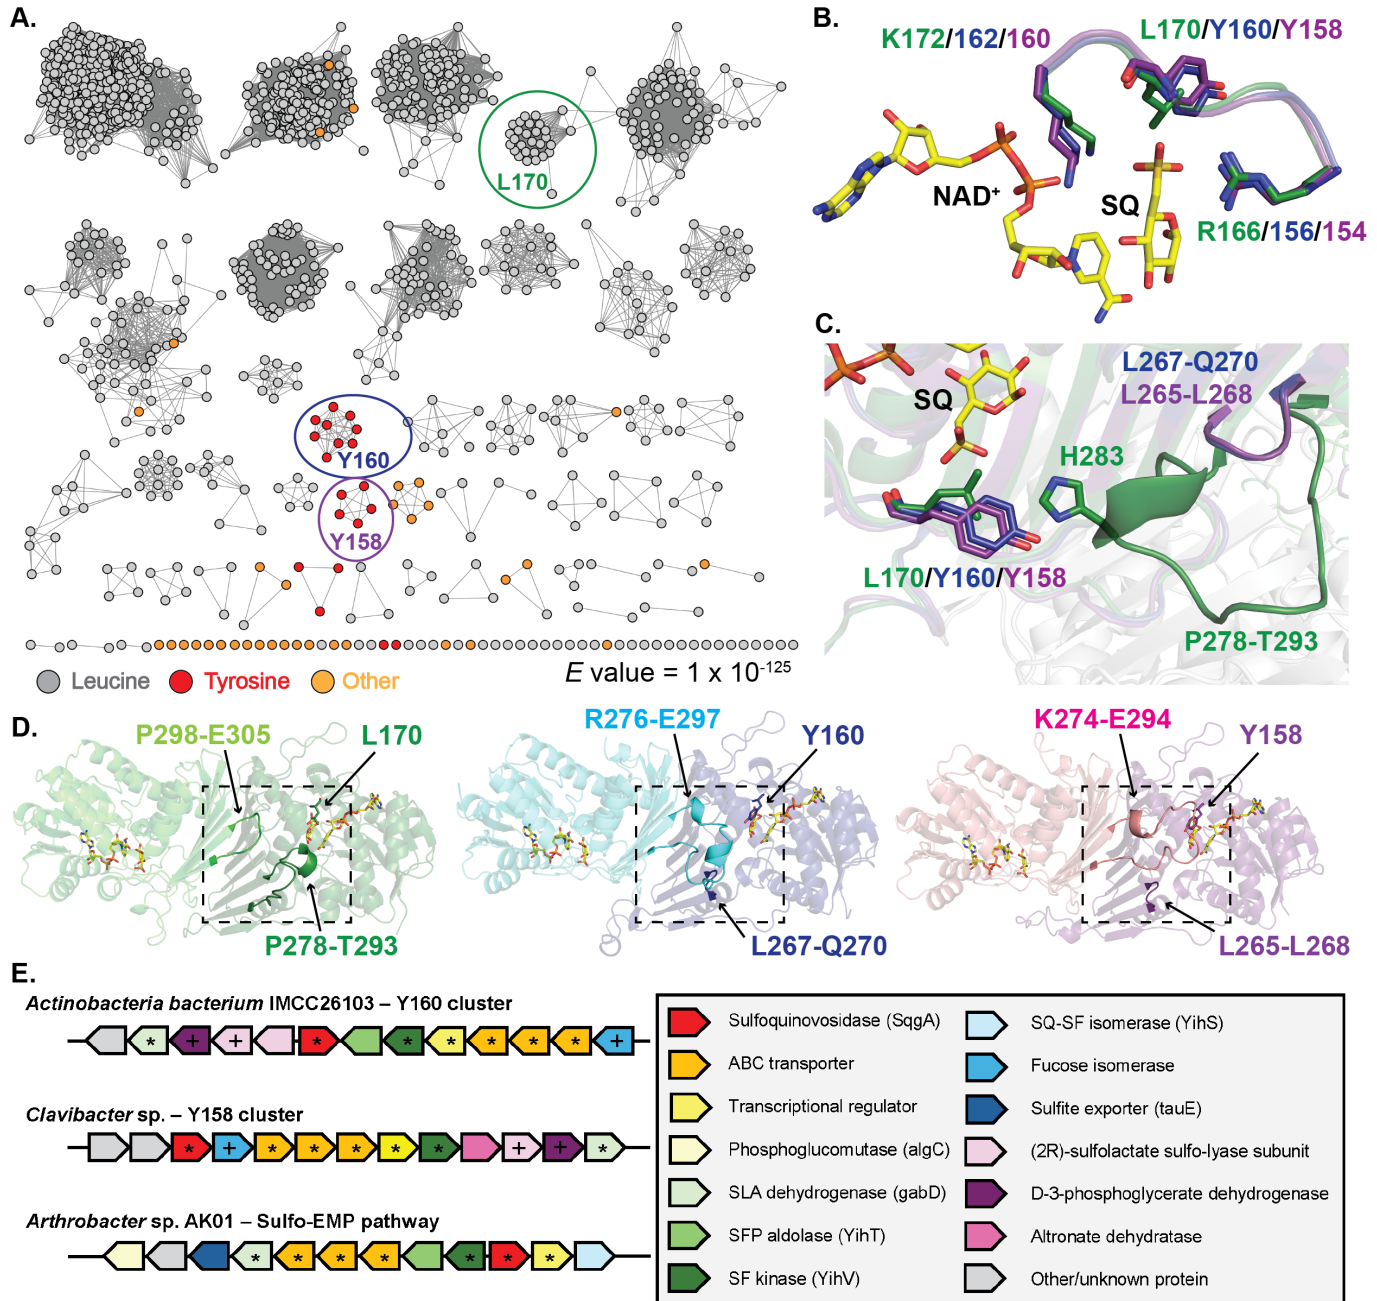 A.
L170
Y160
Y158
Leucine
Tyrosine
Other
E value = 1 x 10-125
B.
K172/162/160
L170/Y160/Y158
NAD+
SQ
R166/156/154
C.
L267-Q270
L265-L268
SQ
H283
L170/Y160/Y158
P278-T293
D.
P298-E305
L170
P278-T293
R276-E297
Y160
L267-Q270
K274-E294
Y158
L265-L268
E.
Actinobacteria bacterium IMCC26103 – Y160 cluster
* + + * * * * * * +
Clavibacter sp. – Y158 cluster
* + * * * * * + + *
Arthrobacter sp. AK01 – Sulfo-EMP pathway
* * * * * * *
Sulfoquinovosidase (SqgA)
ABC transporter
Transcriptional regulator
Phosphoglucomutase (algC)
SLA dehydrogenase (gabD)
SFP aldolase (YihT)
SF kinase (YihV)
SQ-SF isomerase (YihS)
Fucose isomerase
Sulfite exporter (tauE)
(2R)-sulfolactate sulfo-lyase subunit
D-3-phosphoglycerate dehydrogenase
Altronate dehydratase
Other/unknown protein